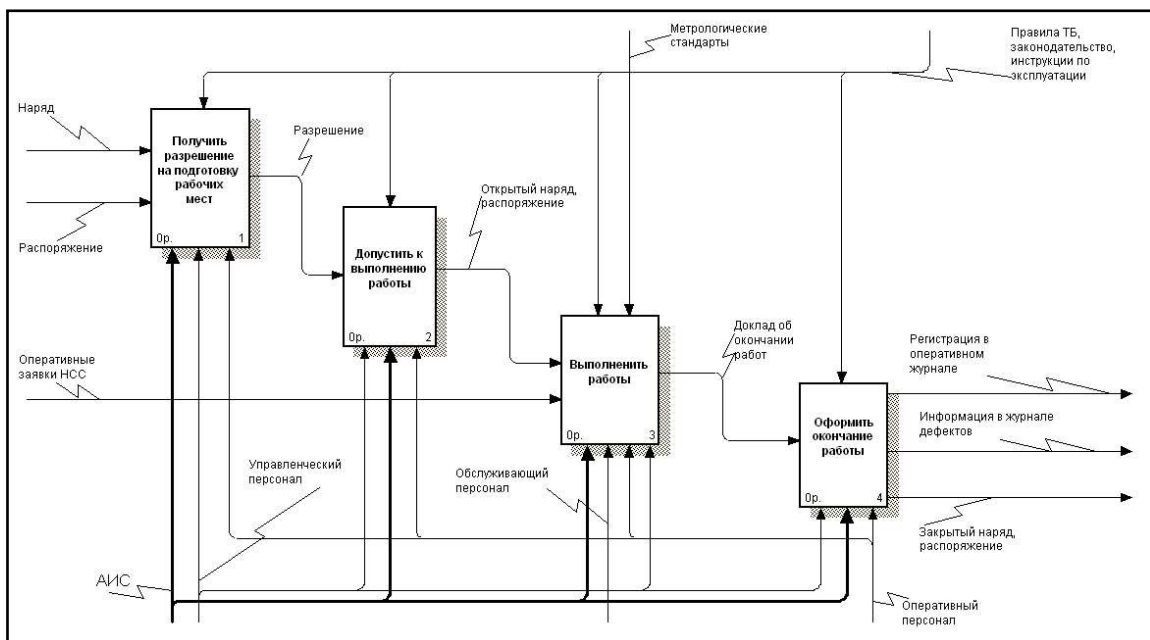 Метрологические
стандарты
Правила ТБ,
законодательство,
инструкции по
эксплуатации
Наряд
Получить
разрешение
на подготовку
рабочих
мест
0р.
1
Разрешение
Распоряжение
Открытый наряд,
распоряжение
Допустить к
выполнению
работы
0р.
2
Оперативные
заявки НСС
Выполненить
работы
0р.
3
Доклад об
окончании
работ
Регистрация в
оперативном
журнале
Оформить
окончание
работы
0р.
4
Информация в журнале
дефектов
Закрытый наряд,
распоряжение
Управленческий
персонал
Обслуживающий
персонал
АИС
Оперативный
персонал